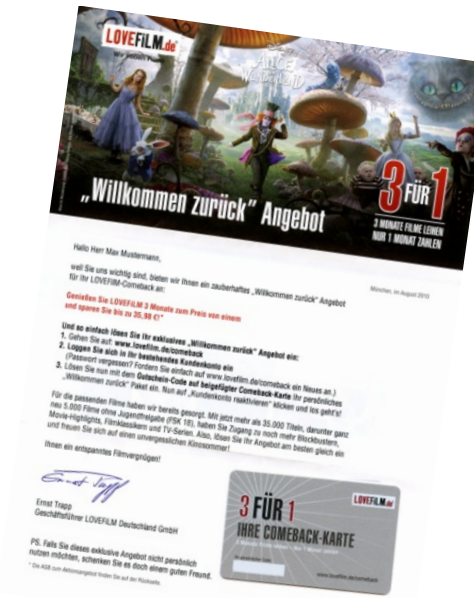 LOVEFiLM.de
ALICE
„Willkommen zurück" Angebot
3 FÜR 1
3 MONATE FILME LEIHEN
NUR 1 MONAT ZAHLEN
München, im August 2010
Hallo Herr Max Mustermann,
weil Sie uns wichtig sind, bieten wir Ihnen ein zauberhaftes „Willkommen zurück" Angebot
für Ihr LOVEFiLM-Comeback an:
Genießen Sie LOVEFiLM 3 Monate zum Preis von einem
und sparen Sie bis zu 35,98 €!*
Und so einfach lösen Sie Ihr exklusives „Willkommen zurück" Angebot ein:
1. Gehen Sie auf: www.lovefilm.de/comeback
2. Loggen Sie sich in Ihr bestehendes Kundenkonto ein
(Passwort vergessen? Fordern Sie einfach auf www.lovefilm.de/comeback ein Neues an.)
3. Lösen Sie nun mit dem Gutschein-Code auf beigefügter Comeback-Karte Ihr persönliches
„Willkommen zurück" Paket ein. Nun auf „Kundenkonto reaktivieren" klicken und los geht's!
Für die passenden Filme haben wir bereits gesorgt. Mit jetzt mehr als 35.000 Titeln, darunter ganz
neu 5.000 Filme ohne Jugendfreigabe (FSK 18), haben Sie Zugang zu noch mehr Blockbustern,
Movie-Highlights, Filmklassikern und TV-Serien. Also, lösen Sie Ihr Angebot am besten gleich ein
und freuen Sie sich auf einen unvergesslichen Kinosommer!
Ihnen ein entspanntes Filmvergnügen!
Ernst Trapp
Ernst Trapp
Geschäftsführer LOVEFiLM Deutschland GmbH
PS. Falls Sie dieses exklusive Angebot nicht persönlich
nutzen möchten, schenken Sie es doch einem guten Freund.
* Die AGB zum Aktionsangebot finden Sie auf der Rückseite.
LOVEFiLM.de
3 FÜR 1
IHRE COMEBACK-KARTE
www.lovefilm.de/comeback